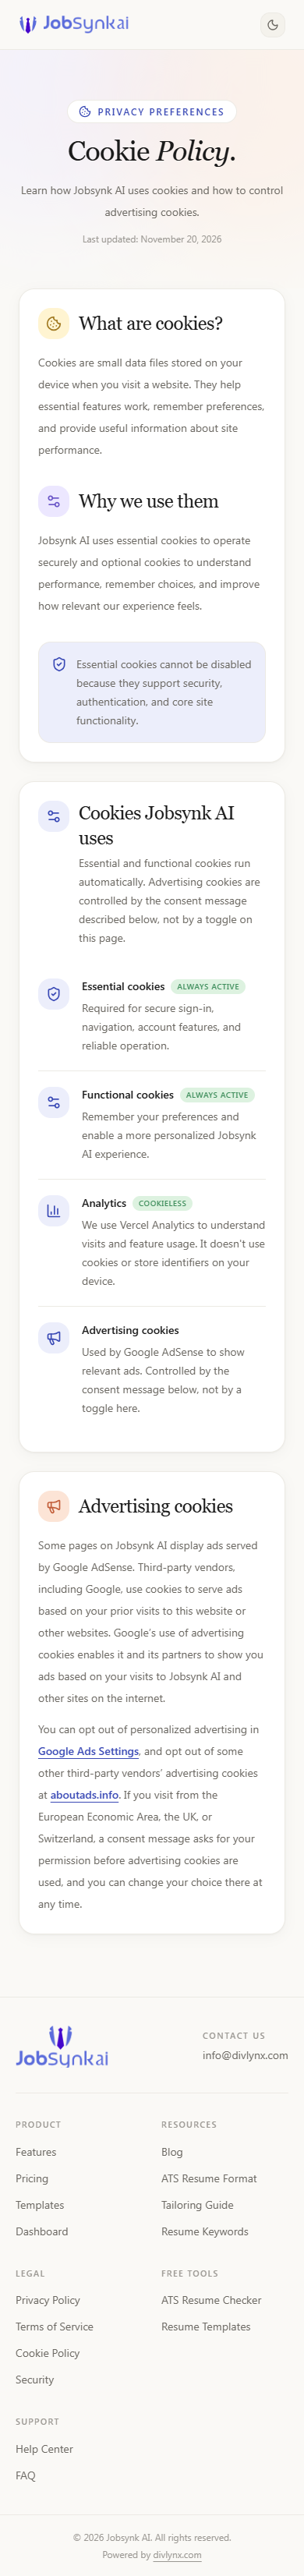 JobSynkai
PRIVACY PREFERENCES
Cookie Policy.
Learn how Jobsynk AI uses cookies and how to control
advertising cookies.
Last updated: November 20, 2026
What are cookies?
Cookies are small data files stored on your
device when you visit a website. They help
essential features work, remember preferences,
and provide useful information about site
performance.
Why we use them
Jobsynk AI uses essential cookies to operate
securely and optional cookies to understand
performance, remember choices, and improve
how relevant our experience feels.
Essential cookies cannot be disabled
because they support security,
authentication, and core site
functionality.
Cookies Jobsynk AI
uses
Essential and functional cookies run
automatically. Advertising cookies are
controlled by the consent message
described below, not by a toggle on
this page.
Essential cookies ALWAYS ACTIVE
Required for secure sign-in,
navigation, account features, and
reliable operation.
Functional cookies ALWAYS ACTIVE
Remember your preferences and
enable a more personalized Jobsynk
AI experience.
Analytics COOKIELESS
We use Vercel Analytics to understand
visits and feature usage. It doesn't use
cookies or store identifiers on your
device.
Advertising cookies
Used by Google AdSense to show
relevant ads. Controlled by the
consent message below, not by a
toggle here.
Advertising cookies
Some pages on Jobsynk AI display ads served
by Google AdSense. Third-party vendors,
including Google, use cookies to serve ads
based on your prior visits to this website or
other websites. Google's use of advertising
cookies enables it and its partners to show you
ads based on your visits to Jobsynk AI and
other sites on the internet.
You can opt out of personalized advertising in
Google Ads Settings, and opt out of some
other third-party vendors' advertising cookies
at aboutads.info. If you visit from the
European Economic Area, the UK, or
Switzerland, a consent message asks for your
permission before advertising cookies are
used, and you can change your choice there at
any time.
JobSynkai
CONTACT US
info@divlynx.com
PRODUCT
Features
Pricing
Templates
Dashboard
RESOURCES
Blog
ATS Resume Format
Tailoring Guide
Resume Keywords
LEGAL
Privacy Policy
Terms of Service
Cookie Policy
Security
FREE TOOLS
ATS Resume Checker
Resume Templates
SUPPORT
Help Center
FAQ
© 2026 Jobsynk AI. All rights reserved.
Powered by divlynx.com